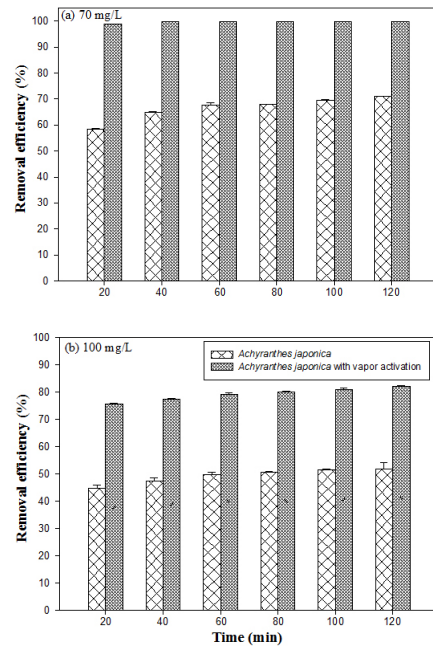 (a) 70 mg/L
Removal efficiency (%)
100
90
80
70
60
50
40
30
20
10
0
20 40 60 80 100 120
(b) 100 mg/L
Achyranthes japonica
Achyranthes japonica with vapor activation
Removal efficiency (%)
100
90
80
70
60
50
40
30
20
10
0
20 40 60 80 100 120
Time (min)